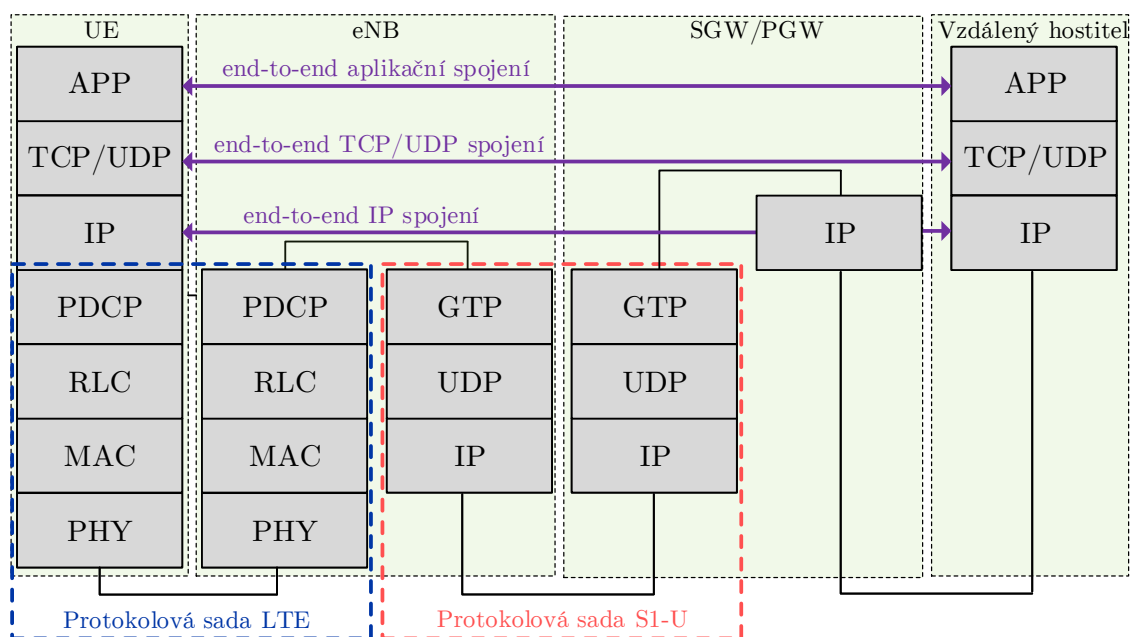 UE
eNB
SGW/PGW
Vzdálený hostitel
APP
end-to-end aplikační spojení
APP
TCP/UDP
end-to-end TCP/UDP spojení
TCP/UDP
IP
end-to-end IP spojení
IP
IP
PDCP
PDCP
GTP
GTP
RLC
RLC
UDP
UDP
MAC
MAC
IP
IP
PHY
PHY
Protokolová sada LTE
Protokolová sada S1-U